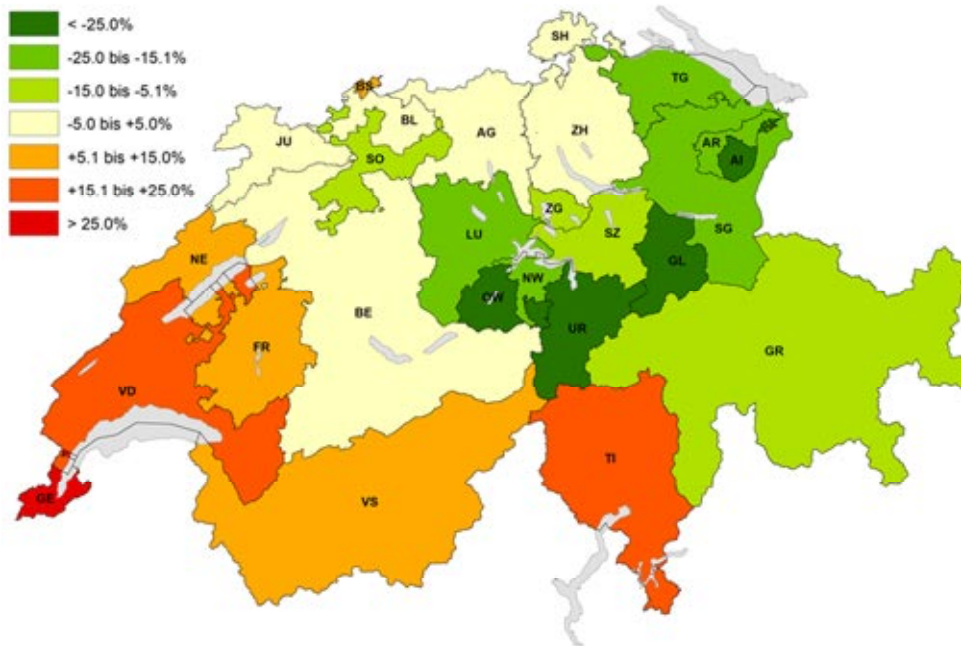 < -25.0%
-25.0 bis -15.1%
-15.0 bis -5.1%
-5.0 bis +5.0%
+5.1 bis +15.0%
+15.1 bis +25.0%
> 25.0%
SH
TG
BS
BL
AG
ZH
JU
SO
AR
AI
ZG
LU
SZ
SG
NE
NW
GL
OW
BE
UR
FR
GR
VD
TI
GE
VS